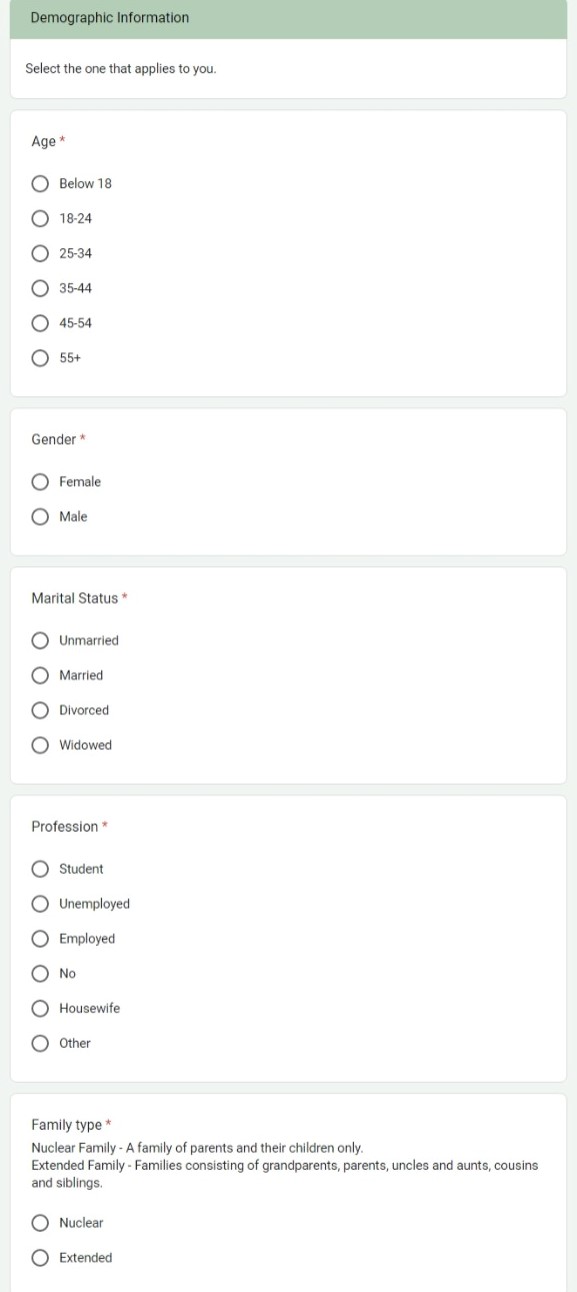 Demographic Information
Select the one that applies to you.
Age *
Below 18
18-24
25-34
35-44
45-54
55+
Gender *
Female
Male
Marital Status *
Unmarried
Married
Divorced
Widowed
Profession *
Student
Unemployed
Employed
No
Housewife
Other
Family type *
Nuclear Family - A family of parents and their children only.
Extended Family - Families consisting of grandparents, parents, uncles and aunts, cousins
and siblings.
Nuclear
Extended